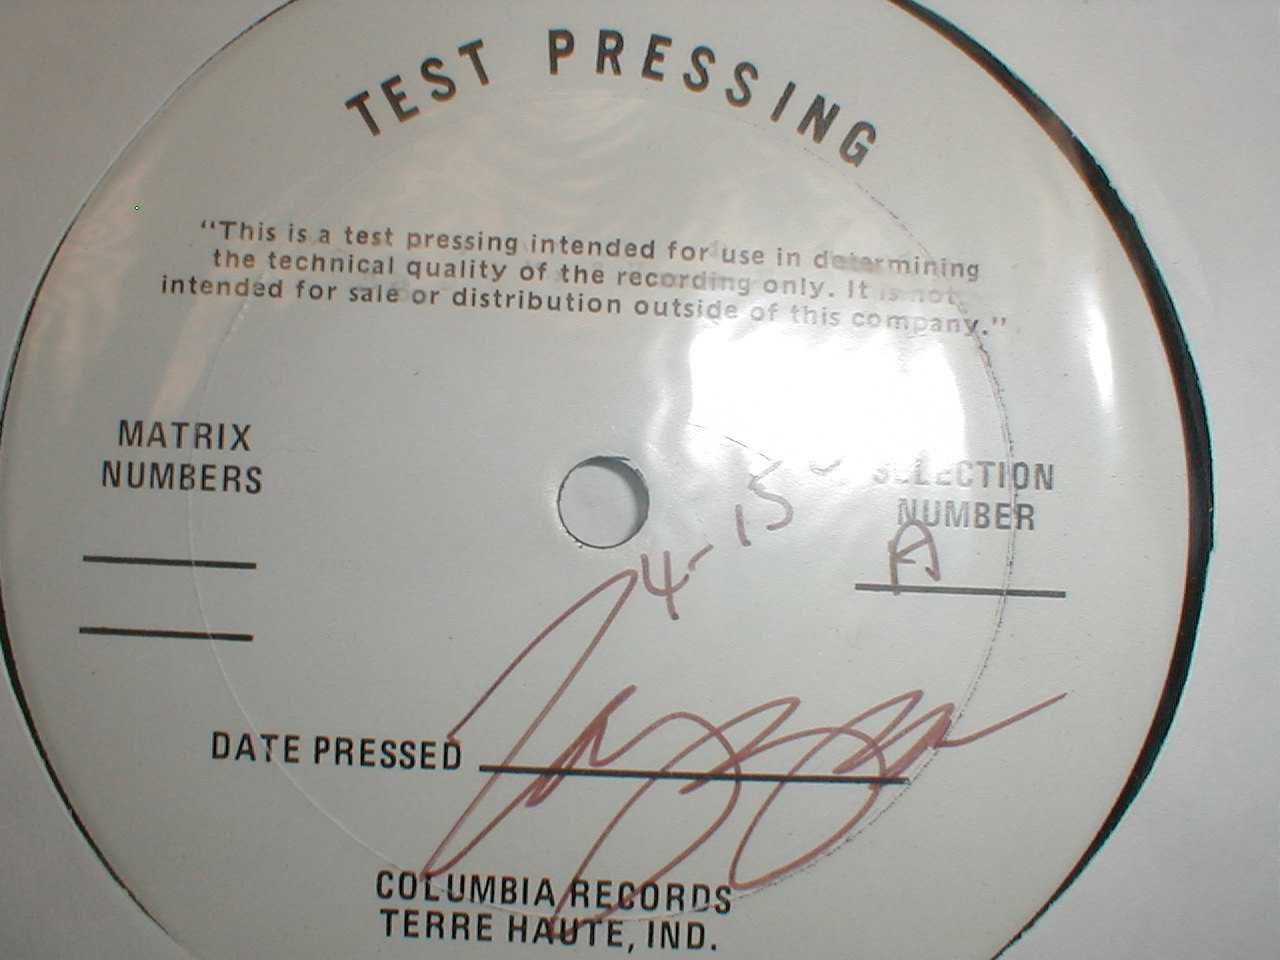 TEST PRESSING
"This is a test pressing intended for use in determining
the technical quality of the recording only. It is not
intended for sale or distribution outside of this company."
MATRIX
NUMBERS
SELECTION
NUMBER
A
4-15
DATE PRESSED
COLUMBIA RECORDS
TERRE HAUTE, IND.